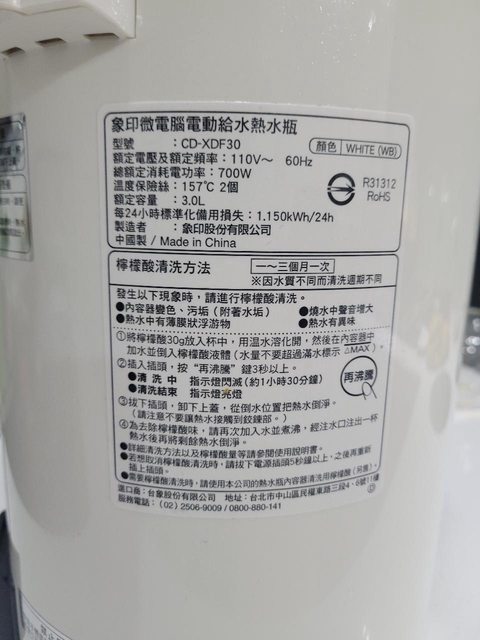 象印微電腦電動給水熱水瓶
型號：CD-XDF30
顏色 WHITE (WB)
額定電壓及額定頻率：110V～ 60Hz
總額定消耗電功率：700W
溫度保險絲：157℃ 2個
額定容量：3.0L
R31312
RoHS
每24小時標準化備用損失：1.150kWh/24h
製造者：象印股份有限公司
中國製 / Made in China
檸檬酸清洗方法 一～三個月一次
※因水質不同而清洗週期不同
發生以下現象時，請進行檸檬酸清洗。
●內容器變色、污垢（附著水垢） ●燒水中聲音增大
●熱水中有薄膜狀浮游物 ●熱水有異味
①將檸檬酸30g放入杯中，用溫水溶化開，然後在內容器中
加水並倒入檸檬酸液體（水量不要超過滿水標示 △MAX）。
②插入插頭，按“再沸騰”鍵3秒以上。
●清洗中 指示燈閃滅（約1小時30分鐘）
●清洗結束 指示燈亮燈
再沸騰
③拔下插頭，卸下上蓋，從倒水位置把熱水倒淨。
（請注意不要讓熱水接觸到鉸鍊部。）
④為去除檸檬酸味，請再次加入水並煮沸，經注水口注出一杯
熱水後再將剩餘熱水倒淨。
●詳細清洗方法以及檸檬酸量等請參閱使用說明書。
●若想取消檸檬酸清洗時，請拔下電源插頭5秒鐘以上，之後再重新
插上插頭。
●需要檸檬酸清洗時，請使用本公司的熱水瓶內容器清洗用檸檬酸（另售）。
進口商：台象股份有限公司 地址：台北市中山區民權東路三段4、6號11樓
服務電話：（02）2506-9009 / 0800-880-141